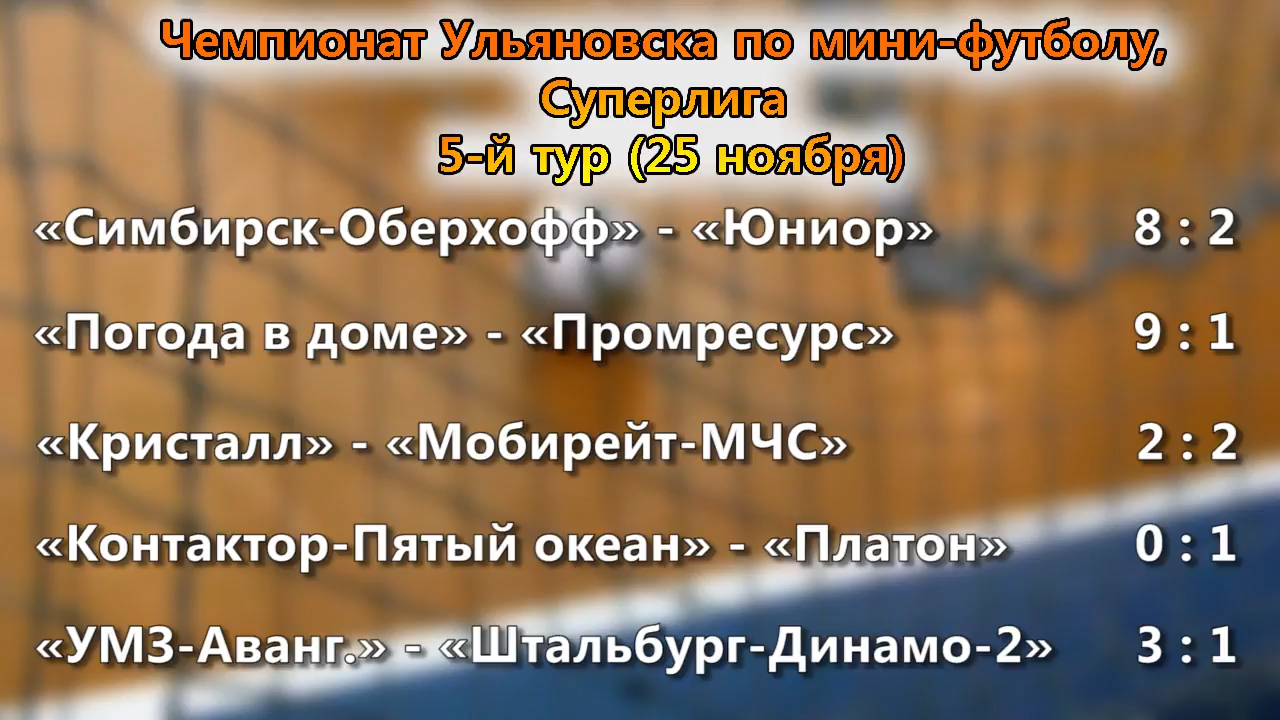 Чемпионат Ульяновска по мини-футболу,
Суперлига
5-й тур (25 ноября)
«Симбирск-Оберхофф» - «Юниор» 8 : 2
«Погода в доме» - «Промресурс» 9 : 1
«Кристалл» - «Мобирейт-МЧС» 2 : 2
«Контактор-Пятый океан» - «Платон» 0 : 1
«УМЗ-Аванг.» - «Штальбург-Динамо-2» 3 : 1